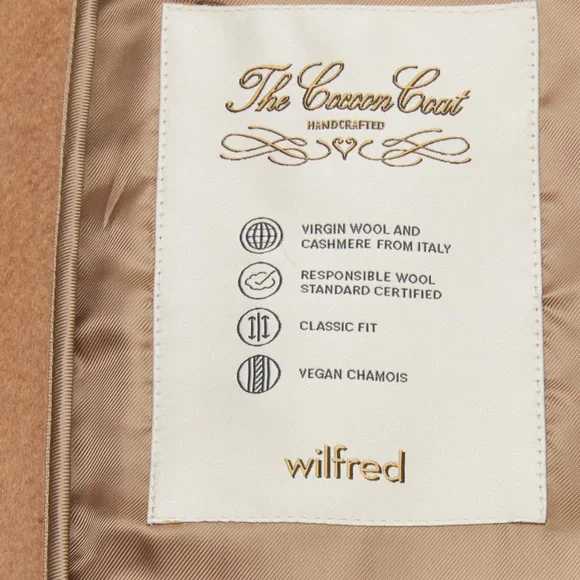 The Cocoon Coat
HANDCRAFTED
VIRGIN WOOL AND
CASHMERE FROM ITALY
RESPONSIBLE WOOL
STANDARD CERTIFIED
CLASSIC FIT
VEGAN CHAMOIS
wilfred